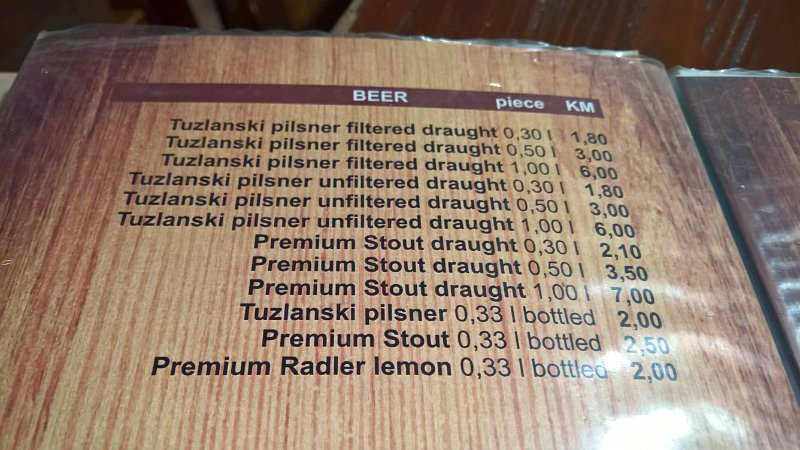 BEER piece KM
Tuzlanski pilsner filtered draught 0,30 l 1,80
Tuzlanski pilsner filtered draught 0,50 l 3,00
Tuzlanski pilsner filtered draught 1,00 l 6,00
Tuzlanski pilsner unfiltered draught 0,30 l 1,80
Tuzlanski pilsner unfiltered draught 0,50 l 3,00
Tuzlanski pilsner unfiltered draught 1,00 l 6,00
Premium Stout draught 0,30 l 2,10
Premium Stout draught 0,50 l 3,50
Premium Stout draught 1,00 l 7,00
Tuzlanski pilsner 0,33 l bottled 2,00
Premium Stout 0,33 l bottled 2,50
Premium Radler lemon 0,33 l bottled 2,00